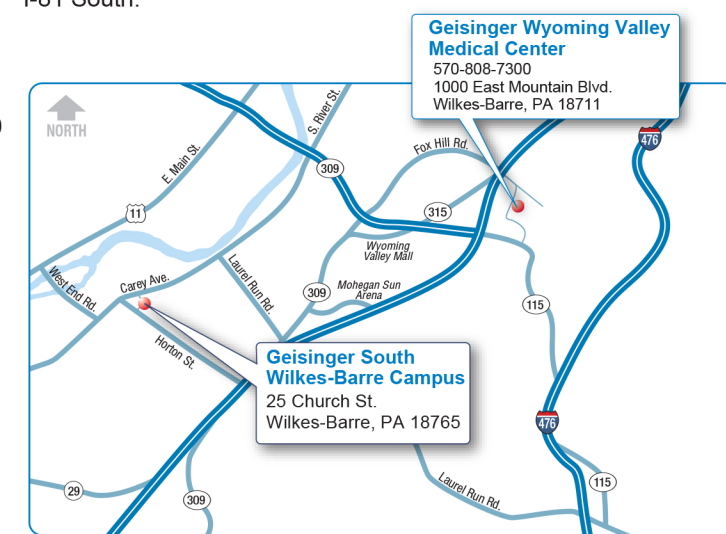 I-81 South.
Geisinger Wyoming Valley
Medical Center
570-808-7300
1000 East Mountain Blvd.
Wilkes-Barre, PA 18711
NORTH
E. Main St.
S. River St.
Fox Hill Rd.
476
309
11
315
Wyoming
Valley Mall
West End Rd.
Carey Ave.
Laurel Run Rd.
309
Mohegan Sun
Arena
115
Horton St.
Geisinger South
Wilkes-Barre Campus
25 Church St.
Wilkes-Barre, PA 18765
476
29
309
Laurel Run Rd.
115